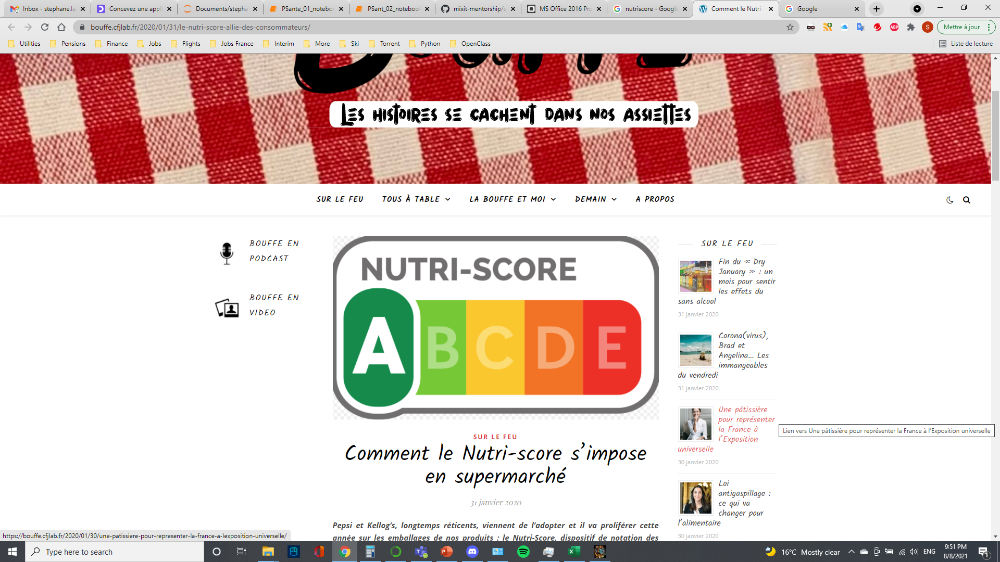 Inbox - stephane.la
Concevez une appl
Documents/stepha
PSante_01_noteboo
PSant_02_noteboo
mixit-mentorship/s
MS Office 2016 Pro
nutriscore - Google
Comment le Nutri-
Google
bouffe.cfjlab.fr/2020/01/31/le-nutri-score-allie-des-consommateurs/
ABP
S
Mettre à jour
Utilities
Pensions
Finance
Jobs
Flights
Jobs France
Interim
More
Ski
Torrent
Python
OpenClass
Liste de lecture
Les histoires se cachent dans nos assiettes
SUR LE FEU
TOUS À TABLE
LA BOUFFE ET MOI
DEMAIN
A PROPOS
BOUFFE EN
PODCAST
BOUFFE EN
VIDEO
NUTRI-SCORE
A B C D E
SUR LE FEU
Comment le Nutri-score s’impose
en supermarché
31 janvier 2020
Pepsi et Kellog’s, longtemps réticents, viennent de l’adopter et il va proliférer cette
année sur les emballages de nos produits : le Nutri-Score, dispositif de notation des
SUR LE FEU
Fin du « Dry
January » : un
mois pour sentir
les effets du
sans alcool
31 janvier 2020
Corona(virus),
Brad et
Angelina… Les
immangeables
du vendredi
31 janvier 2020
Une pâtissière
pour représenter
la France à
l’Exposition
universelle
30 janvier 2020
Lien vers Une pâtissière pour représenter la France à l’Exposition universelle
Loi
antigaspillage :
ce qui va
changer pour
l’alimentaire
30 janvier 2020
https://bouffe.cfjlab.fr/2020/01/30/une-patissiere-pour-representer-la-france-a-lexposition-universelle/
Type here to search
16°C Mostly clear
ENG
9:51 PM
8/8/2021
1